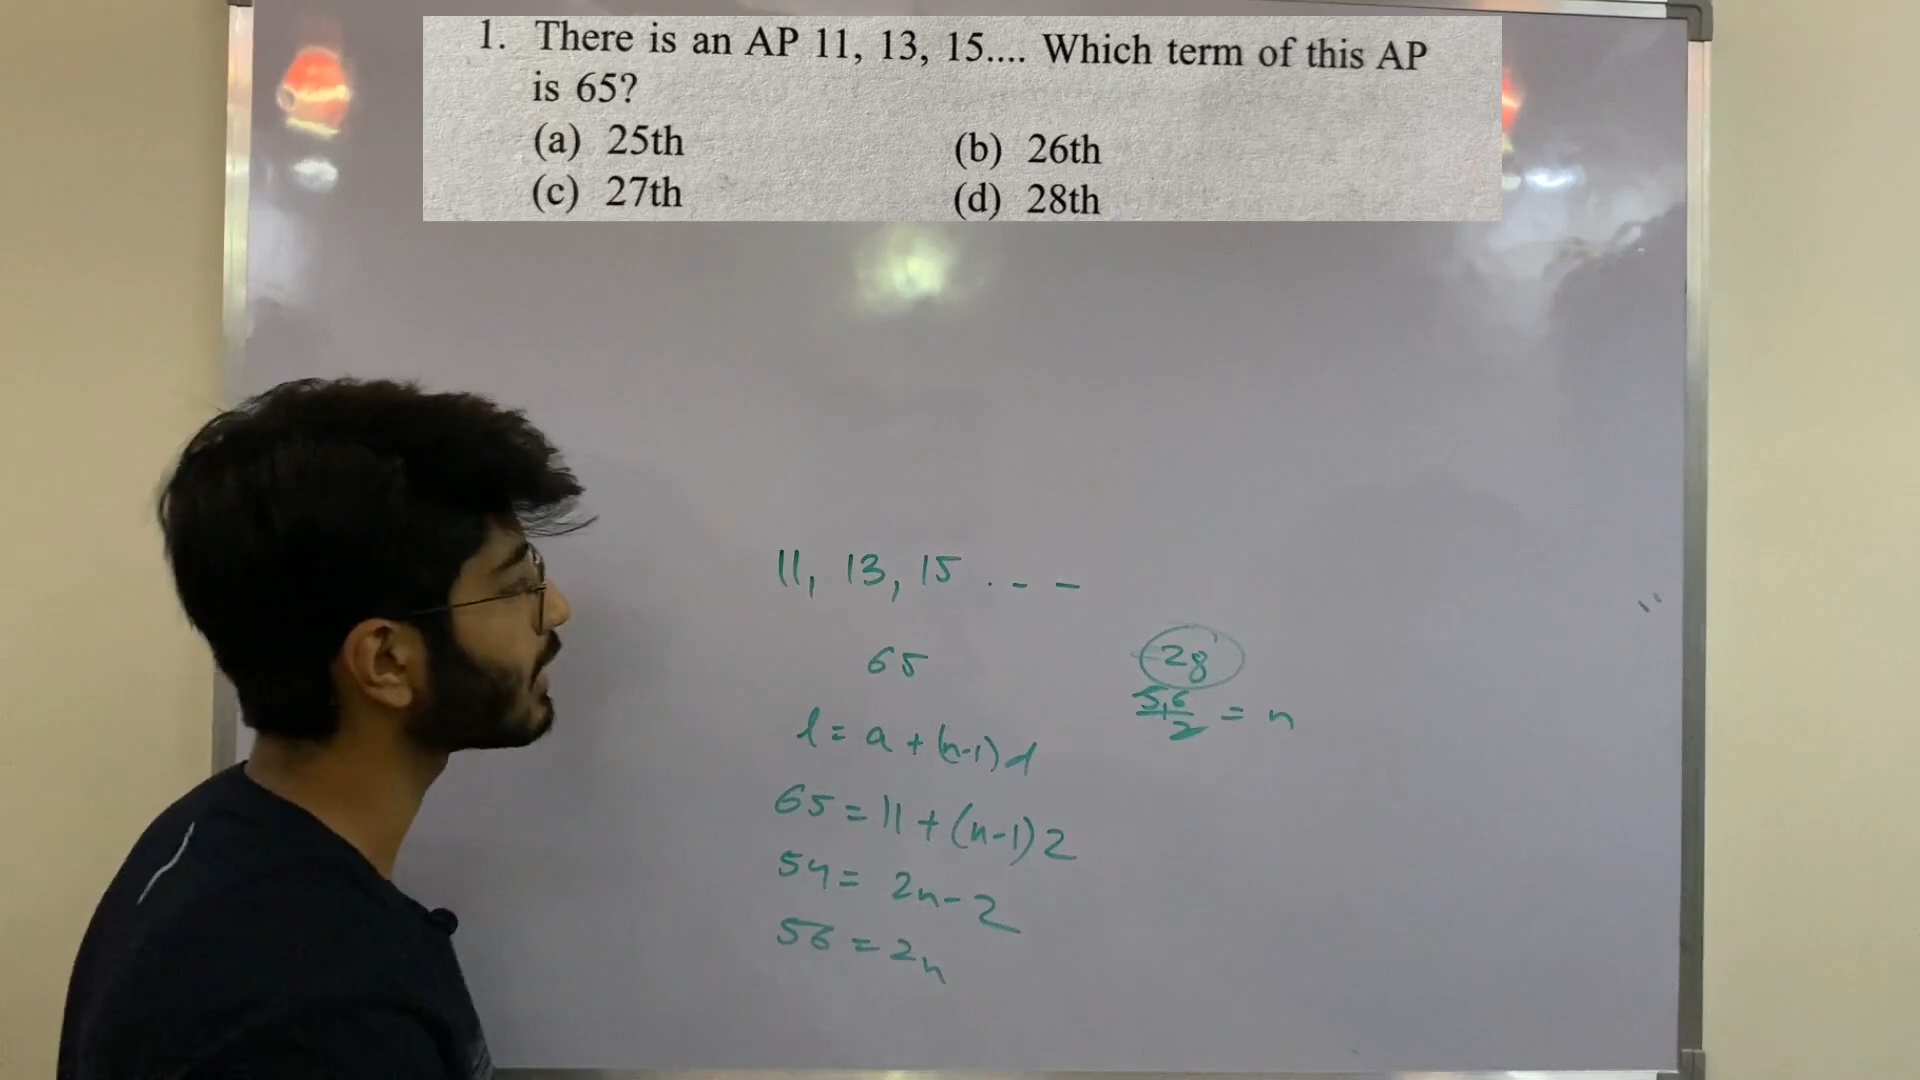 1. There is an AP 11, 13, 15.... Which term of this AP
is 65?
(a) 25th (b) 26th
(c) 27th (d) 28th
11, 13, 15 . - -
65
l = a + (n-1)d
65 = 11 + (n-1)2
54 = 2n - 2
56 = 2n
28
56/2 = n